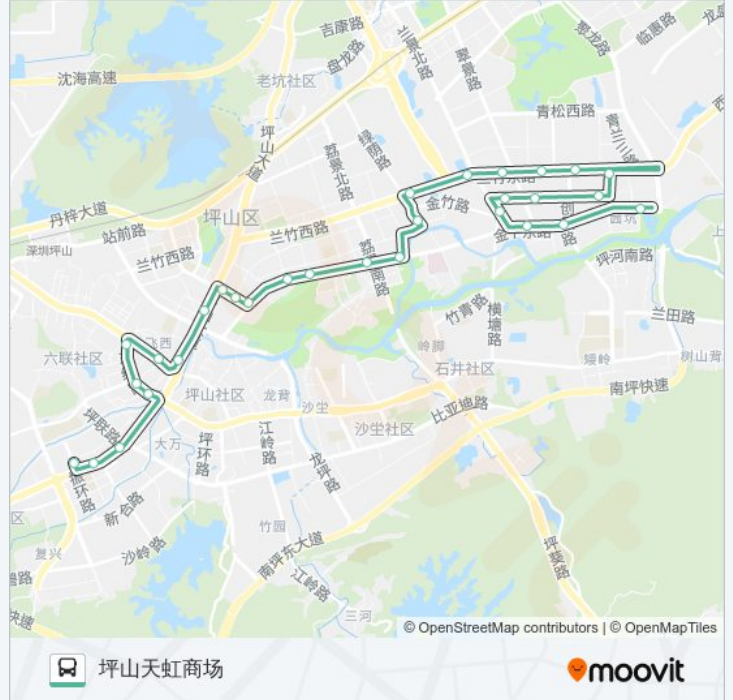 吉康路
兰景北路
聚龙路
临惠路
盘龙路
沈海高速
老坑社区
翠景路
青松西路
坪山大道
绿荫路
荔景北路
丹梓大道
坪山区
金竹路
创
站前路
兰竹西路
深圳坪山
兰竹西路
坪河南路
竹青路
横塘路
兰田路
六联社区
岭脚
石井社区
矮岭
树山背
坪山社区
龙背
沙坣
南坪快速
比亚迪路
坪联路
大万
坪环路
江岭路
沙坣社区
龙坪路
新合路
竹园
沙岭路
南坪东大道
复兴
江岭路
坪葵路
三河
© OpenStreetMap contributors | © OpenMapTiles
坪山天虹商场
moovit